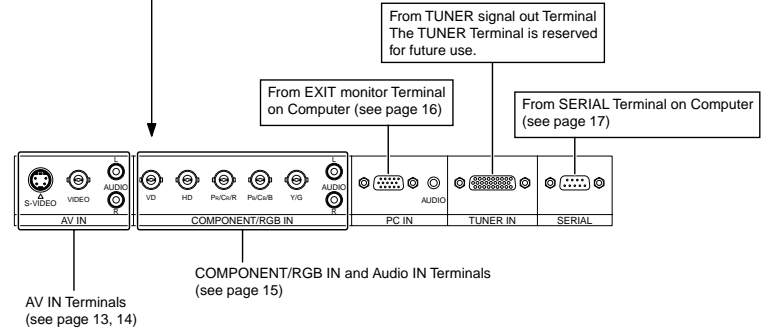 From TUNER signal out Terminal
The TUNER Terminal is reserved
for future use.
From EXIT monitor Terminal
on Computer (see page 16)
From SERIAL Terminal on Computer
(see page 17)
S-VIDEO
VIDEO
L
AUDIO
R
VD
HD
PR/CR/R
PB/CB/B
Y/G
L
AUDIO
R
AUDIO
AV IN
COMPONENT/RGB IN
PC IN
TUNER IN
SERIAL
COMPONENT/RGB IN and Audio IN Terminals
(see page 15)
AV IN Terminals
(see page 13, 14)